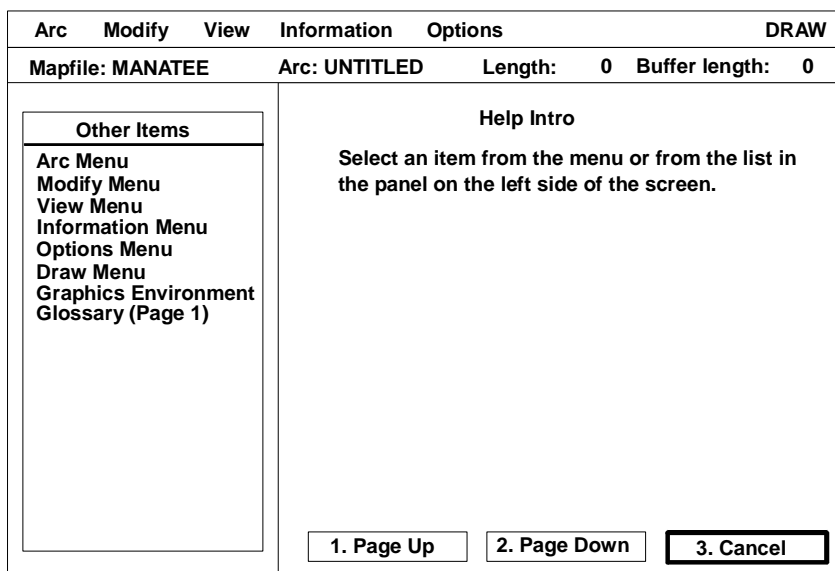 Arc Modify View Information Options DRAW
Mapfile: MANATEE Arc: UNTITLED Length: 0 Buffer length: 0
Other Items
Arc Menu
Modify Menu
View Menu
Information Menu
Options Menu
Draw Menu
Graphics Environment
Glossary (Page 1)
Help Intro
Select an item from the menu or from the list in
the panel on the left side of the screen.
1. Page Up 2. Page Down 3. Cancel